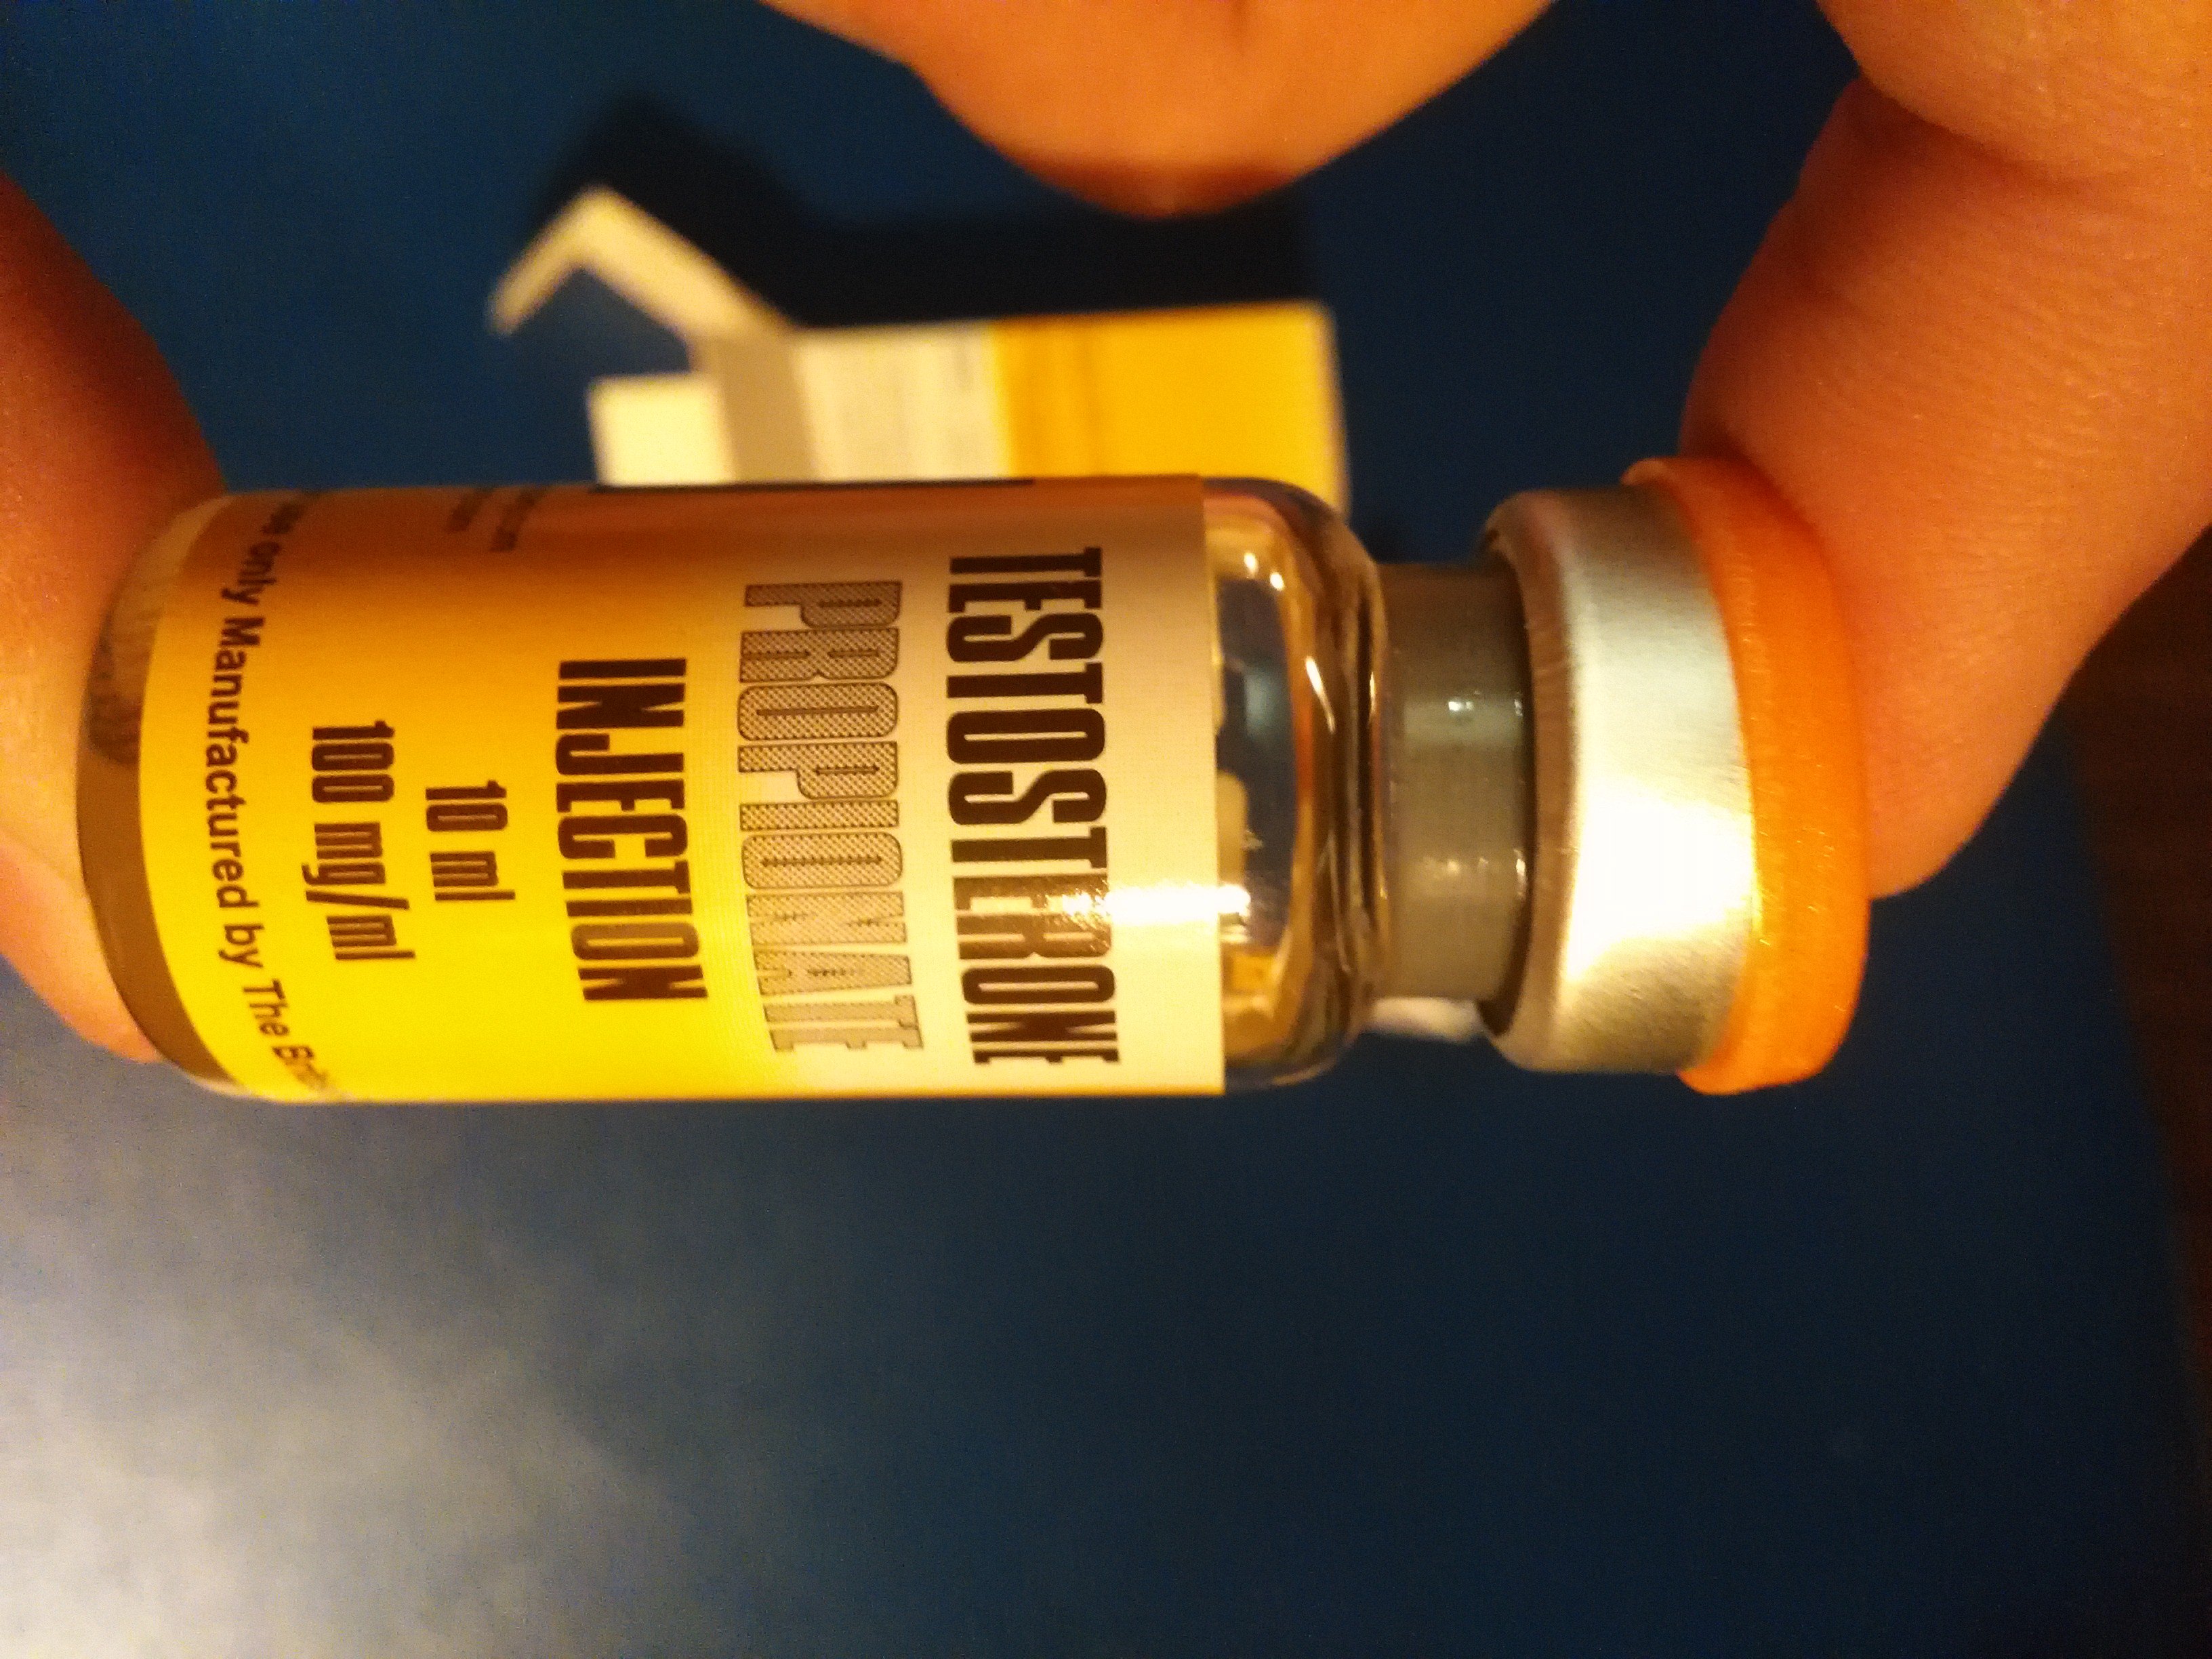 TESTOSTERONE
PROPIONATE
INJECTION
10 ml
100 mg/ml
only Manufactured by The